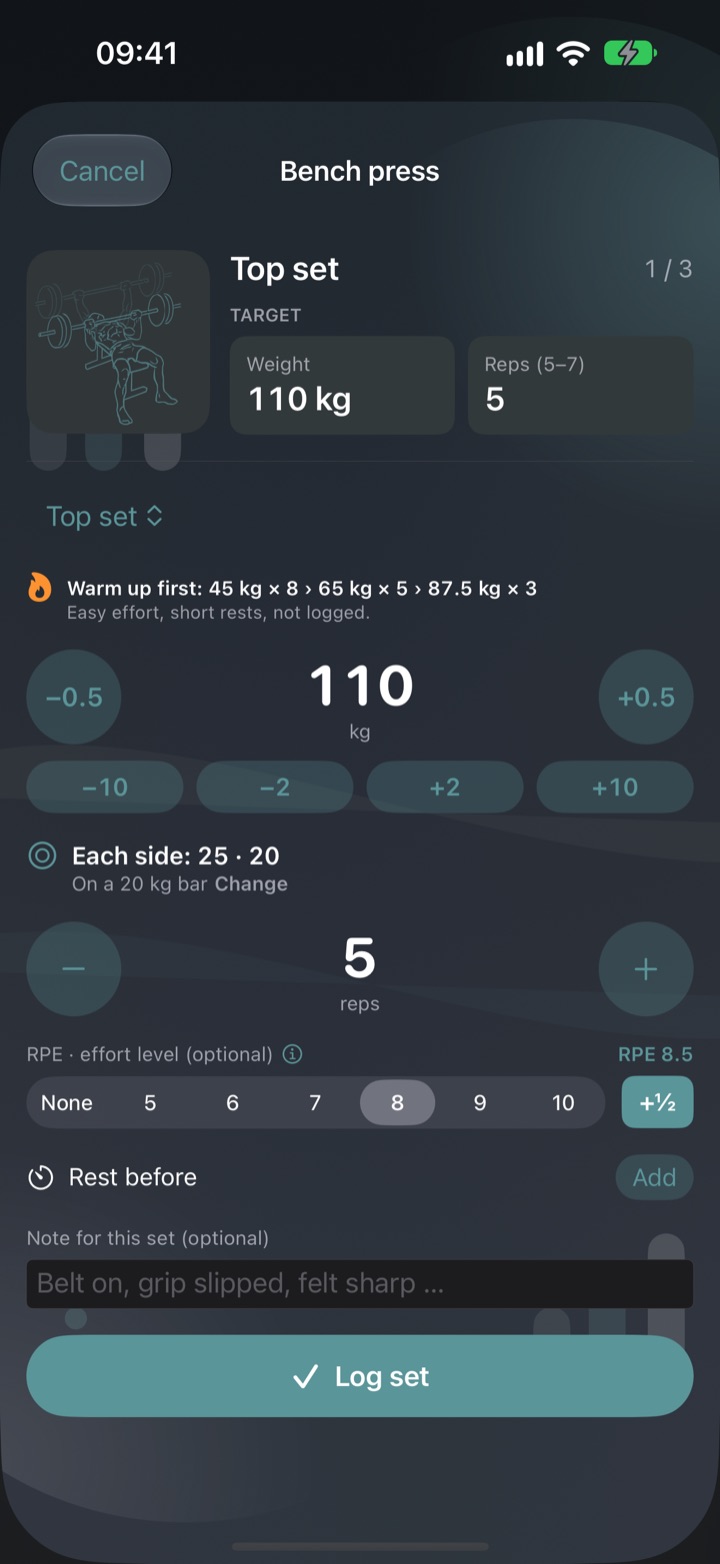 09:41
Cancel
Bench press
Top set
1 / 3
TARGET
Weight
110 kg
Reps (5–7)
5
Top set
Warm up first: 45 kg × 8 › 65 kg × 5 › 87.5 kg × 3
Easy effort, short rests, not logged.
−0.5
110
+0.5
kg
−10
−2
+2
+10
Each side: 25 · 20
On a 20 kg bar Change
−
5
+
reps
RPE · effort level (optional)
RPE 8.5
None 5 6 7 8 9 10
+½
Rest before
Add
Note for this set (optional)
Belt on, grip slipped, felt sharp ...
Log set